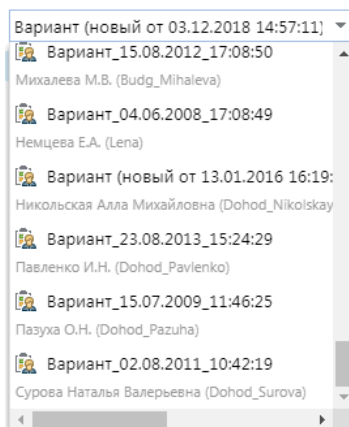 Вариант (новый от 03.12.2018 14:57:11)
Вариант_15.08.2012_17:08:50
Михалева М.В. (Budg_Mihaleva)
Вариант_04.06.2008_17:08:49
Немцева Е.А. (Lena)
Вариант (новый от 13.01.2016 16:19:
Никольская Алла Михайловна (Dohod_Nikolskay
Вариант_23.08.2013_15:24:29
Павленко И.Н. (Dohod_Pavlenko)
Вариант_15.07.2009_11:46:25
Пазуха О.Н. (Dohod_Pazuha)
Вариант_02.08.2011_10:42:19
Сурова Наталья Валерьевна (Dohod_Surova)